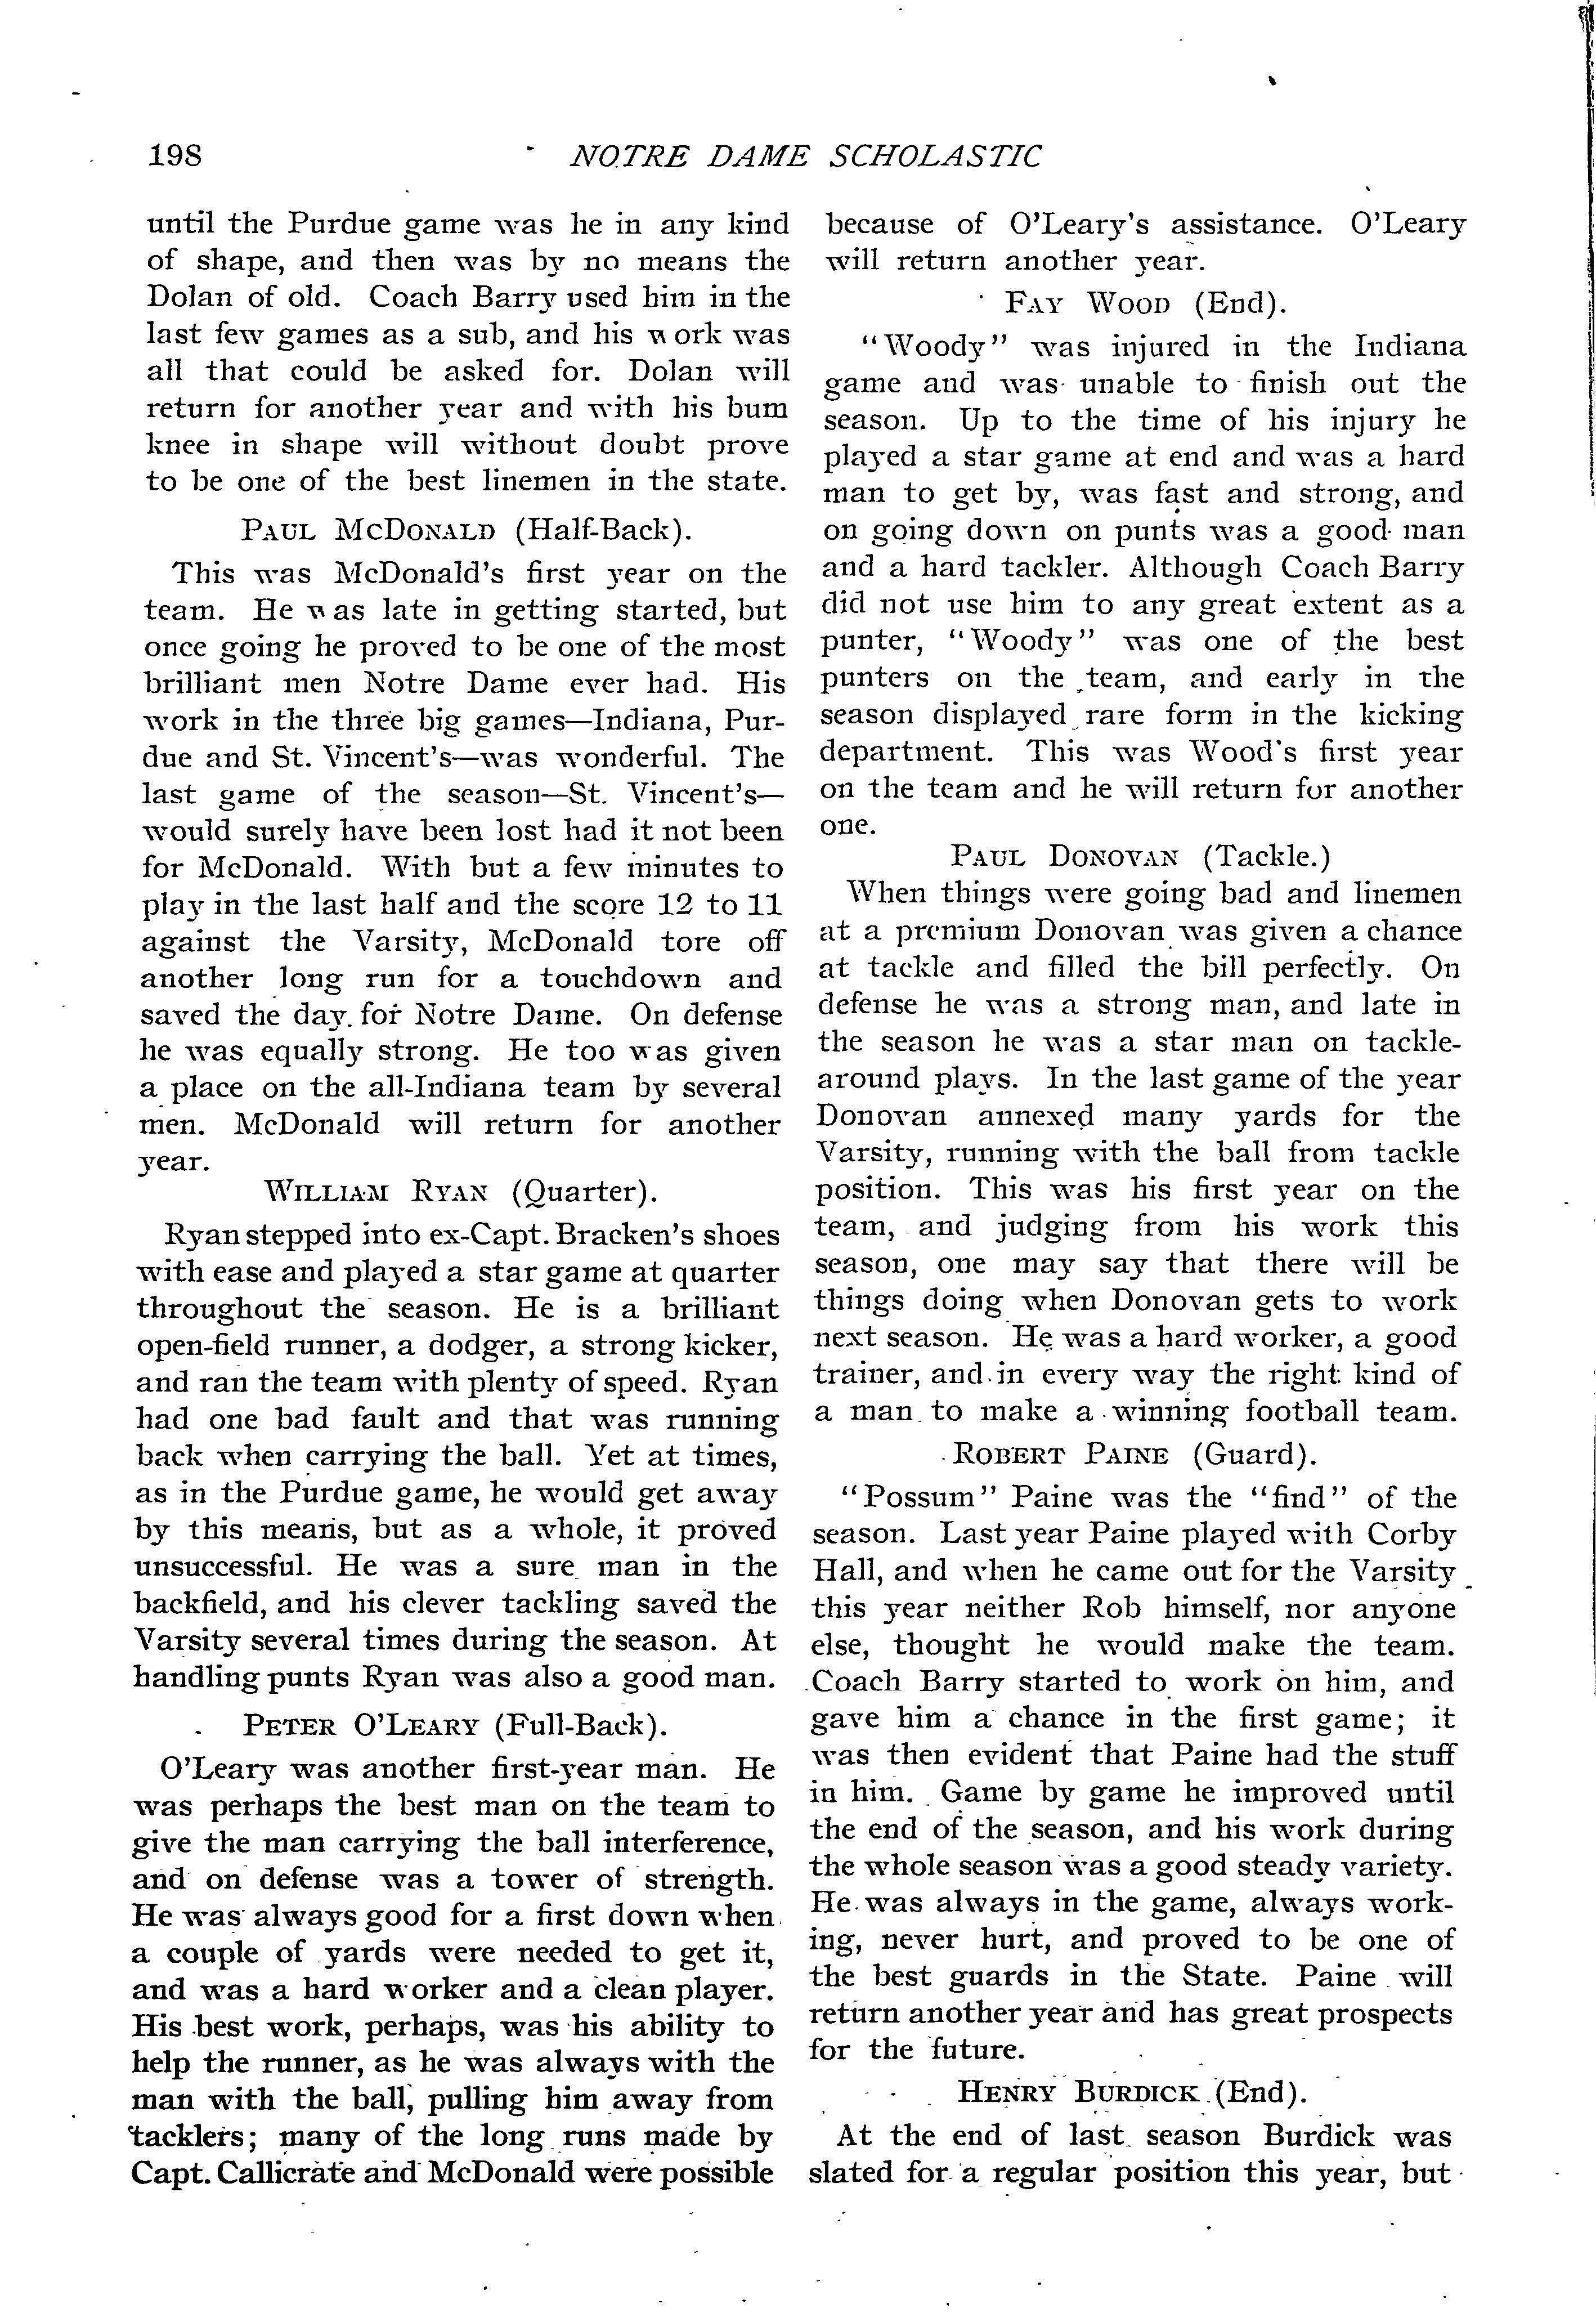 198
NOTRE DAME SCHOLASTIC
until the Purdue game was he in any kind
of shape, and then was by no means the
Dolan of old. Coach Barry used him in the
last few games as a sub, and his work was
all that could be asked for. Dolan will
return for another year and with his bum
knee in shape will without doubt prove
to be one of the best linemen in the state.
PAUL MCDONALD (Half-Back).
This was McDonald's first year on the
team. He was late in getting started, but
once going he proved to be one of the most
brilliant men Notre Dame ever had. His
work in the three big games—Indiana, Pur-
due and St. Vincent's—was wonderful. The
last game of the season—St. Vincent's—
would surely have been lost had it not been
for McDonald. With but a few minutes to
play in the last half and the score 12 to 11
against the Varsity, McDonald tore off
another long run for a touchdown and
saved the day for Notre Dame. On defense
he was equally strong. He too was given
a place on the all-Indiana team by several
men. McDonald will return for another
year.
WILLIAM RYAN (Quarter).
Ryan stepped into ex-Capt. Bracken's shoes
with ease and played a star game at quarter
throughout the season. He is a brilliant
open-field runner, a dodger, a strong kicker,
and ran the team with plenty of speed. Ryan
had one bad fault and that was running
back when carrying the ball. Yet at times,
as in the Purdue game, he would get away
by this means, but as a whole, it proved
unsuccessful. He was a sure man in the
backfield, and his clever tackling saved the
Varsity several times during the season. At
handling punts Ryan was also a good man.
PETER O'LEARY (Full-Back).
O'Leary was another first-year man. He
was perhaps the best man on the team to
give the man carrying the ball interference,
and on defense was a tower of strength.
He was always good for a first down when
a couple of yards were needed to get it,
and was a hard worker and a clean player.
His best work, perhaps, was his ability to
help the runner, as he was always with the
man with the ball, pulling him away from
tacklers; many of the long runs made by
Capt. Callicrate and McDonald were possible
because of O'Leary's assistance. O'Leary
will return another year.
FAY WOOD (End).
"Woody" was injured in the Indiana
game and was unable to finish out the
season. Up to the time of his injury he
played a star game at end and was a hard
man to get by, was fast and strong, and
on going down on punts was a good man
and a hard tackler. Although Coach Barry
did not use him to any great extent as a
punter, "Woody" was one of the best
punters on the team, and early in the
season displayed rare form in the kicking
department. This was Wood's first year
on the team and he will return for another
one.
PAUL DONOVAN (Tackle.)
When things were going bad and linemen
at a premium Donovan was given a chance
at tackle and filled the bill perfectly. On
defense he was a strong man, and late in
the season he was a star man on tackle-
around plays. In the last game of the year
Donovan annexed many yards for the
Varsity, running with the ball from tackle
position. This was his first year on the
team, and judging from his work this
season, one may say that there will be
things doing when Donovan gets to work
next season. He was a hard worker, a good
trainer, and in every way the right kind of
a man to make a winning football team.
ROBERT PAINE (Guard).
"Possum" Paine was the "find" of the
season. Last year Paine played with Corby
Hall, and when he came out for the Varsity
this year neither Rob himself, nor anyone
else, thought he would make the team.
Coach Barry started to work on him, and
gave him a chance in the first game; it
was then evident that Paine had the stuff
in him. Game by game he improved until
the end of the season, and his work during
the whole season was a good steady variety.
He was always in the game, always work-
ing, never hurt, and proved to be one of
the best guards in the State. Paine will
return another year and has great prospects
for the future.
HENRY BURDICK (End).
At the end of last season Burdick was
slated for a regular position this year, but